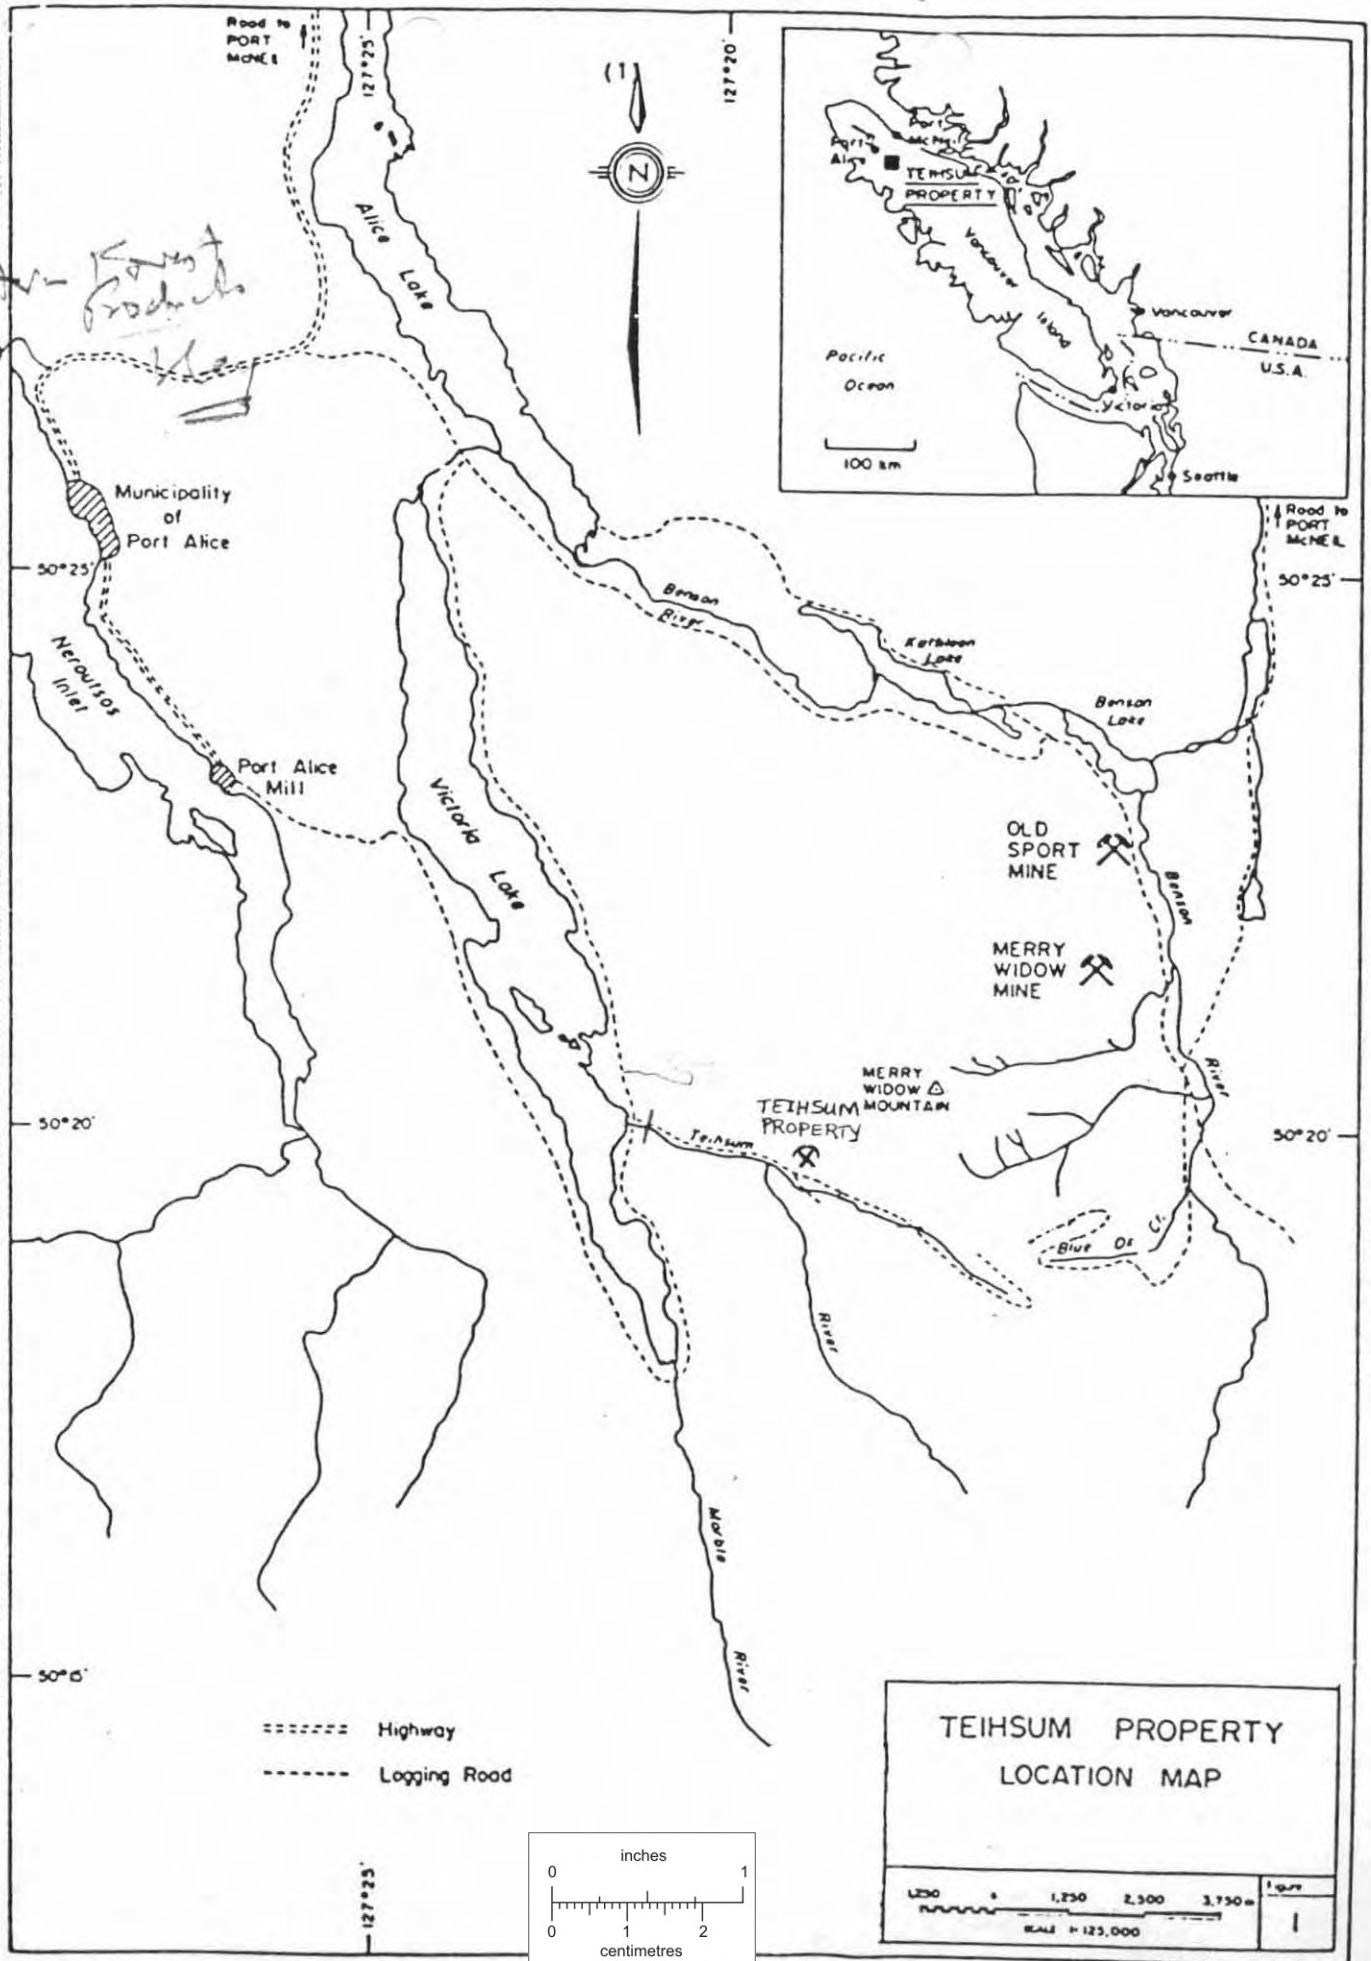 Road to
PORT
McNEIL
127°25'
(1)
127°20'
N
Port
McNeil
Port
Alice
TEIHSUM
PROPERTY
Vancouver
Island
Vancouver
CANADA
U.S.A.
Pacific
Ocean
Victoria
100 km
Seattle
Alice
Lake
Forest
Products
Municipality
of
Port Alice
Road to
PORT
McNEIL
50°25'
50°25'
Benson
River
Kathleen
Lake
Neroutsos
Inlet
Benson
Lake
Port Alice
Mill
Victoria
Lake
OLD
SPORT
MINE
Benson
MERRY
WIDOW
MINE
River
MERRY
WIDOW
MOUNTAIN
TEIHSUM
PROPERTY
50°20'
50°20'
Teihsum
River
Blue Ox Cr.
Marble
River
50°15'
Highway
Logging Road
127°25'
TEIHSUM PROPERTY
LOCATION MAP
1,250 0 1,250 2,500 3,750 m
SCALE 1:125,000
Figure
1
inches
0 1
0 1 2
centimetres